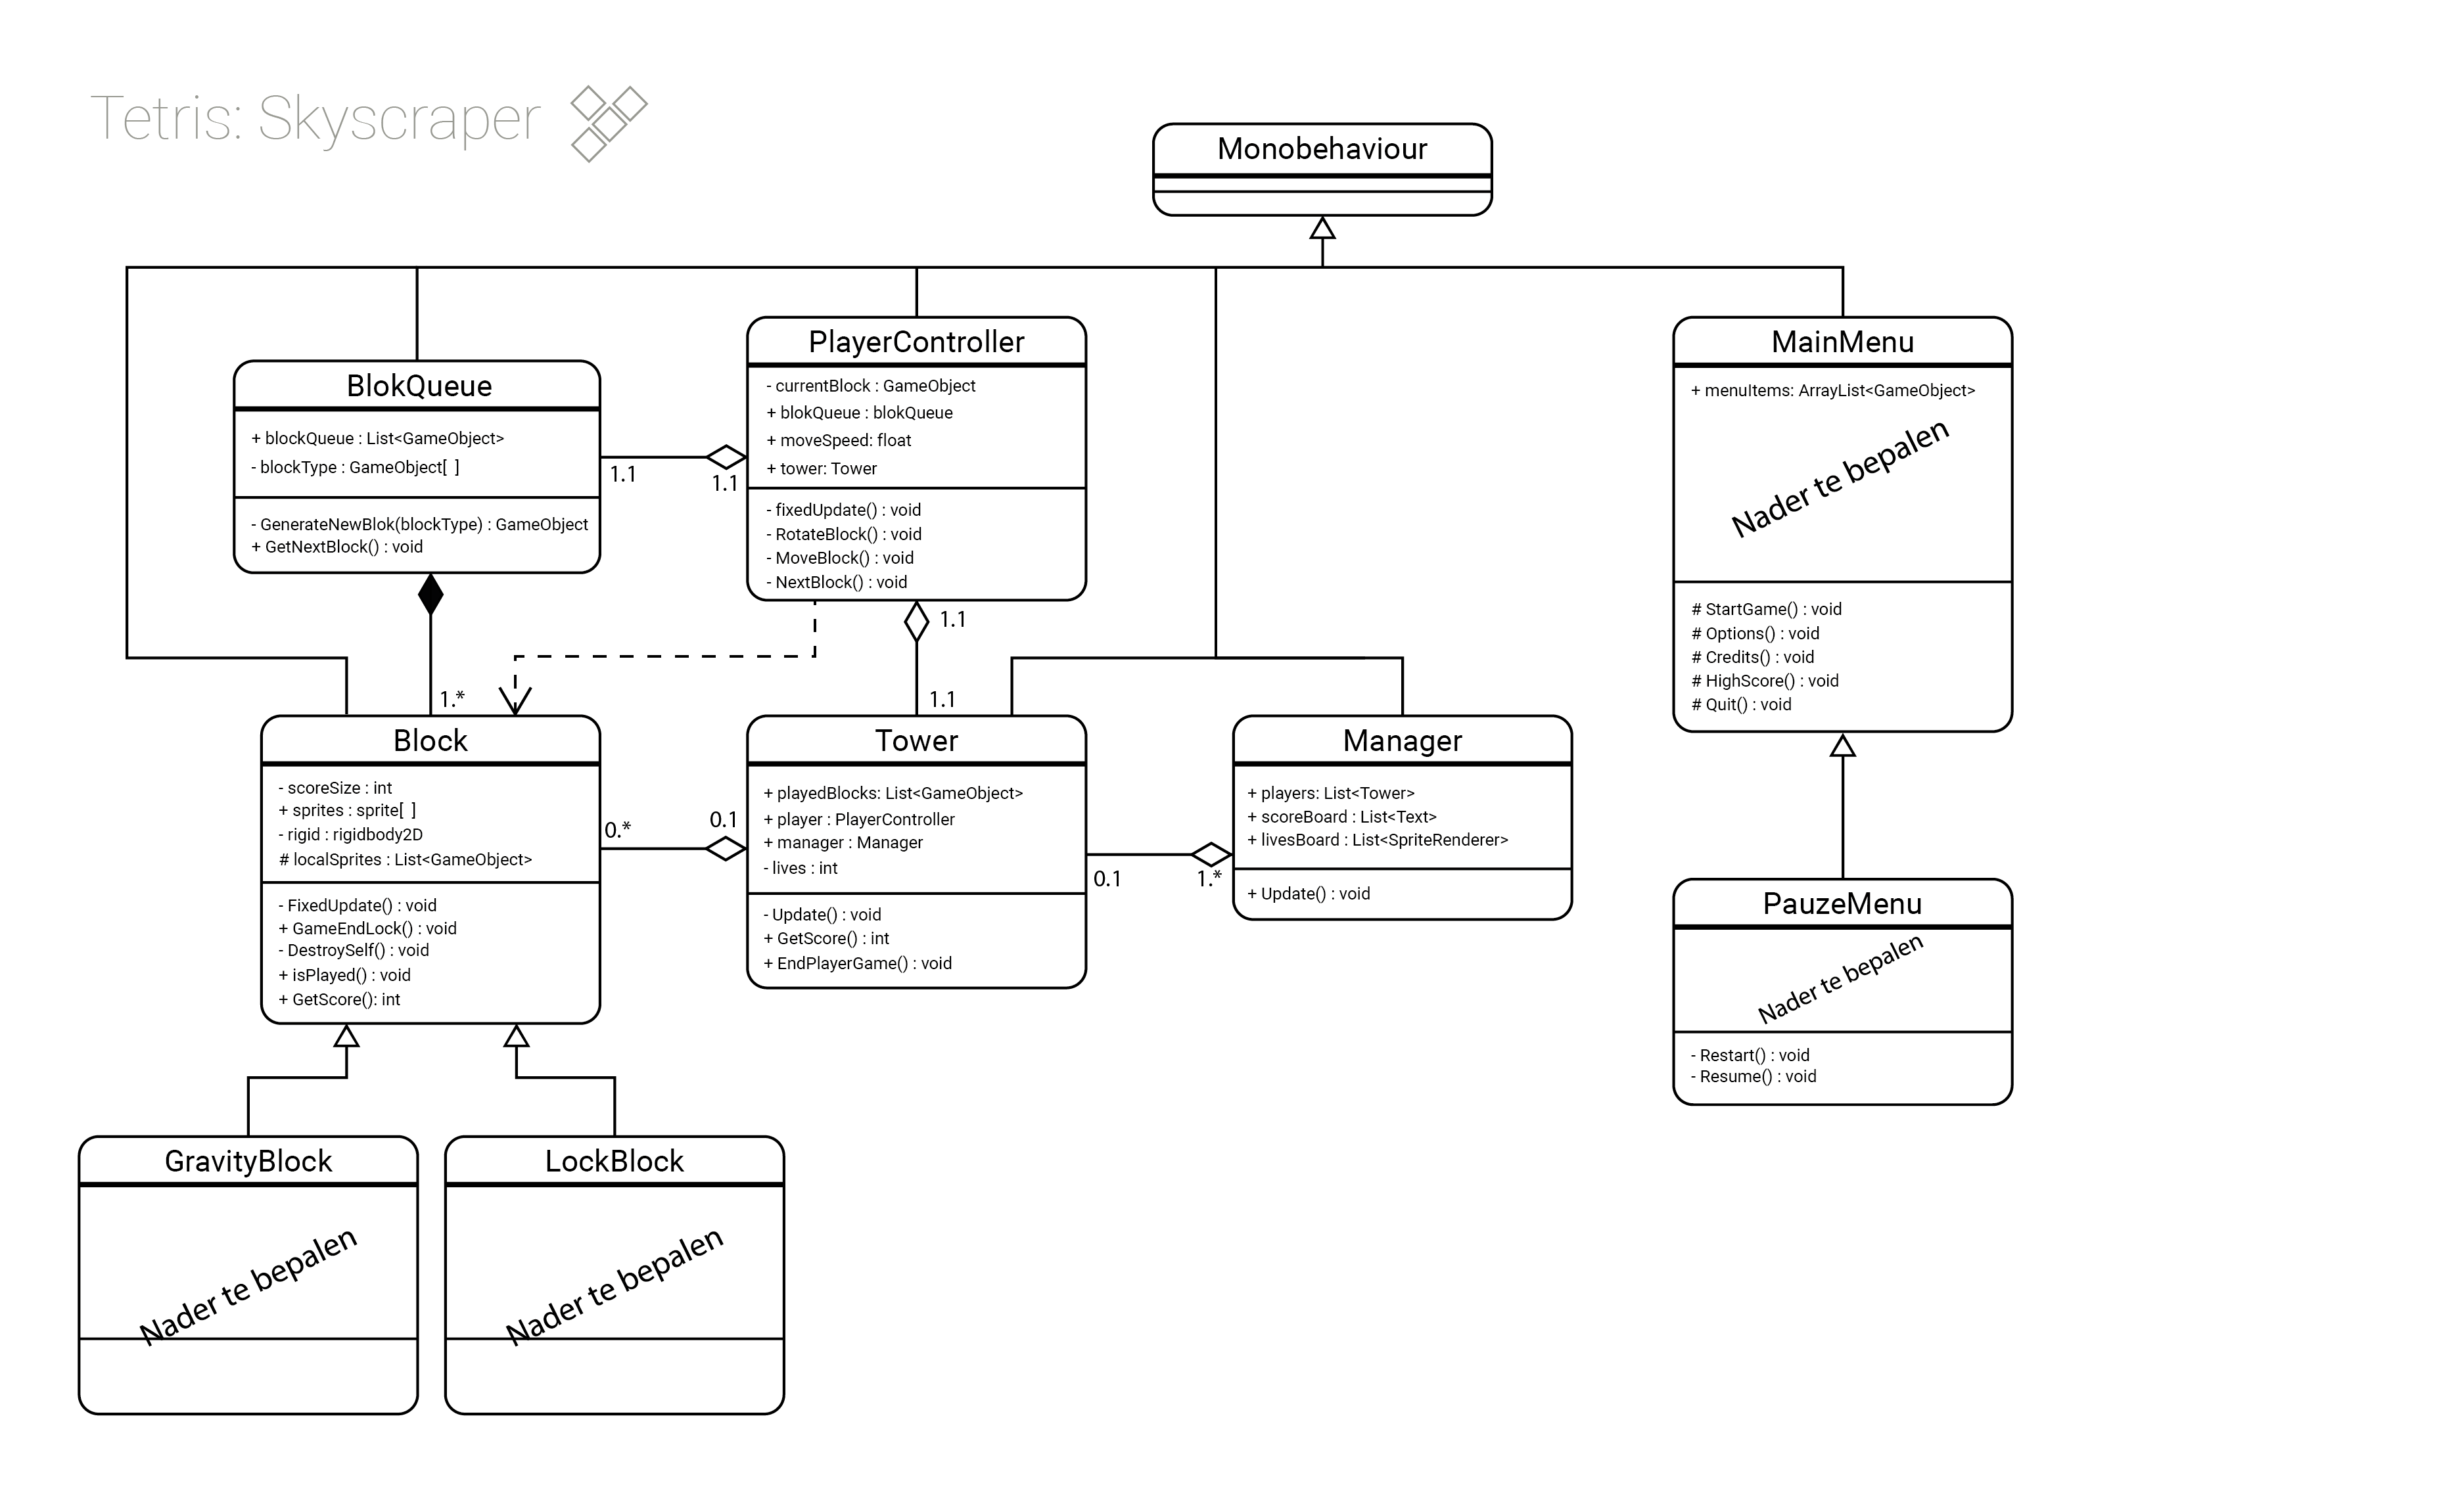 Tetris: Skyscraper
Monobehaviour
BlokQueue
+ blockQueue : List<GameObject>
- blockType : GameObject[ ]
- GenerateNewBlok(blockType) : GameObject
+ GetNextBlock() : void
1.1
1.1
PlayerController
- currentBlock : GameObject
+ blokQueue : blokQueue
+ moveSpeed: float
+ tower: Tower
- fixedUpdate() : void
- RotateBlock() : void
- MoveBlock() : void
- NextBlock() : void
MainMenu
+ menuItems: ArrayList<GameObject>
Nader te bepalen
# StartGame() : void
# Options() : void
# Credits() : void
# HighScore() : void
# Quit() : void
1.1
1.*
1.1
Block
- scoreSize : int
+ sprites : sprite[ ]
- rigid : rigidbody2D
# localSprites : List<GameObject>
- FixedUpdate() : void
+ GameEndLock() : void
- DestroySelf() : void
+ isPlayed() : void
+ GetScore(): int
0.*
0.1
Tower
+ playedBlocks: List<GameObject>
+ player : PlayerController
+ manager : Manager
- lives : int
- Update() : void
+ GetScore() : int
+ EndPlayerGame() : void
0.1
1.*
Manager
+ players: List<Tower>
+ scoreBoard : List<Text>
+ livesBoard : List<SpriteRenderer>
+ Update() : void
PauzeMenu
Nader te bepalen
- Restart() : void
- Resume() : void
GravityBlock
Nader te bepalen
LockBlock
Nader te bepalen